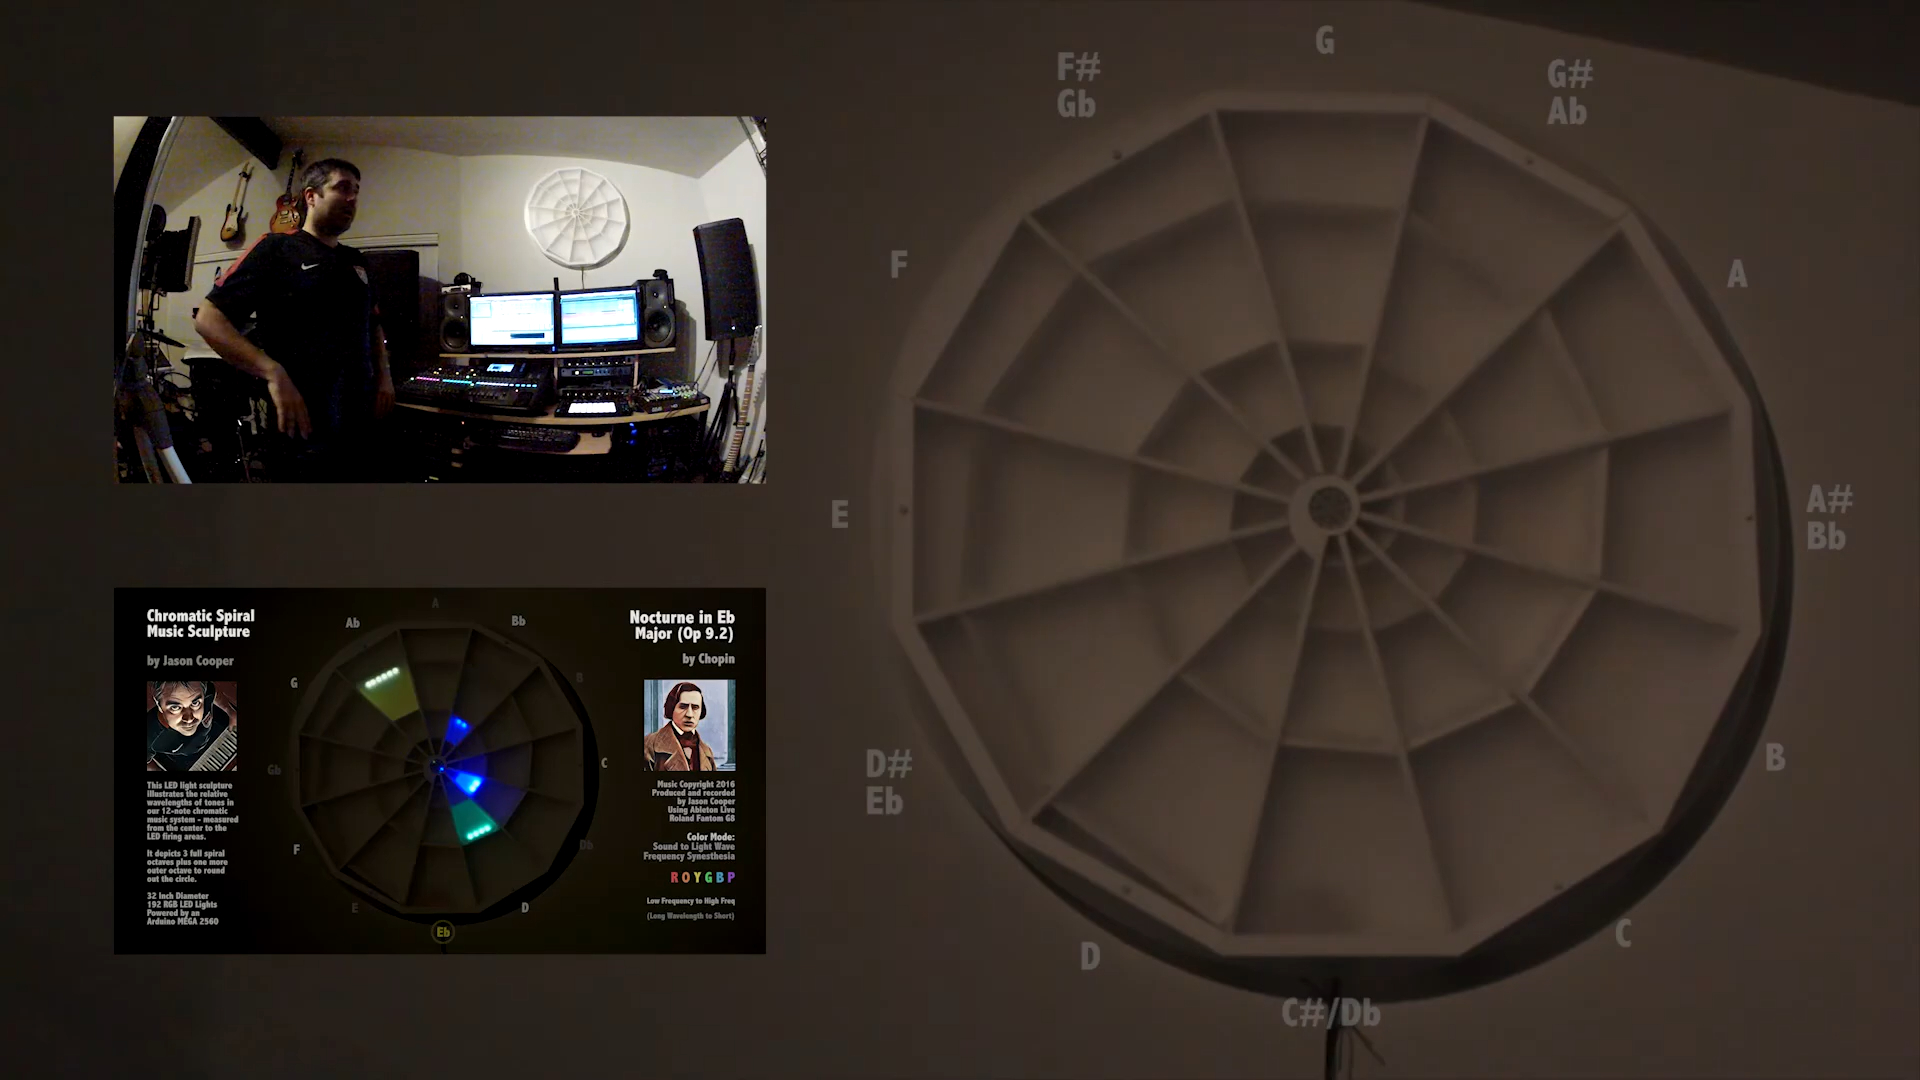 G
F#
Gb
G#
Ab
F
A
E
A#
Bb
D#
Eb
B
D
C
C#/Db
Chromatic Spiral
Music Sculpture
by Jason Cooper
This LED light sculpture
illustrates the relative
wavelengths of tones in
our 12-note chromatic
music system - measured
from the center to the
LED firing areas.
It depicts 3 full spiral
octaves plus one more
outer octave to round
out the circle.
32 Inch Diameter
192 RGB LED Lights
Powered by an
Arduino MEGA 2560
A
Ab
Bb
G
B
Gb
C
F
Db
E
D
Eb
Nocturne in Eb
Major (Op 9.2)
by Chopin
Music Copyright 2016
Produced and recorded
by Jason Cooper
Using Ableton Live
Roland Fantom G8
Color Mode:
Sound to Light Wave
Frequency Synesthesia
R O Y G B P
Low Frequency to High Freq
(Long Wavelength to Short)